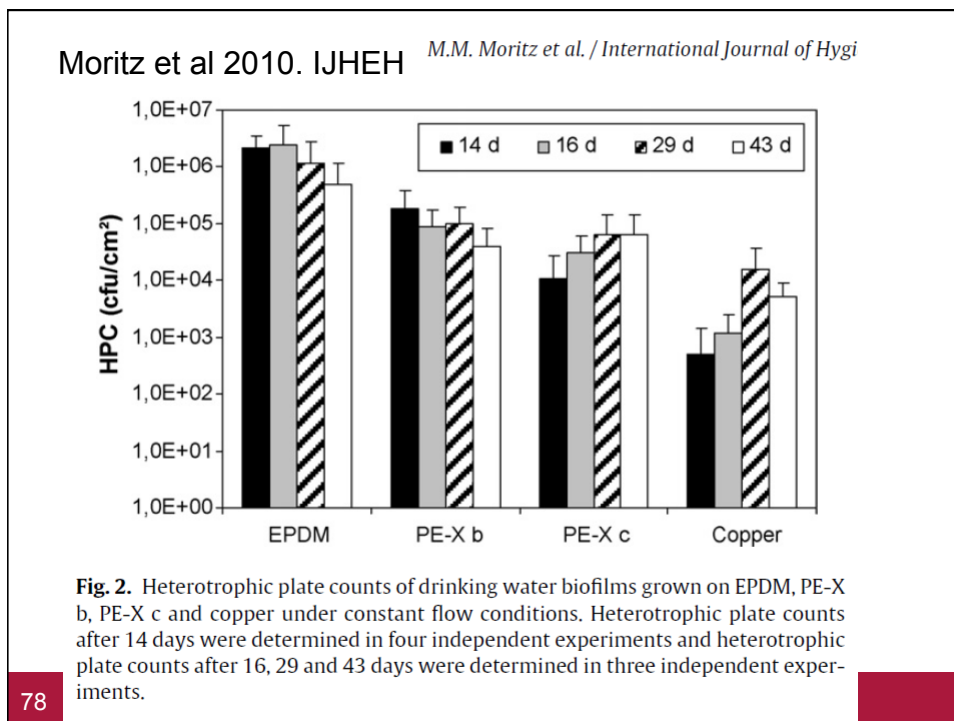 Moritz et al 2010. IJHEH
M.M. Moritz et al. / International Journal of Hygi
1,0E+07
1,0E+06
1,0E+05
1,0E+04
1,0E+03
1,0E+02
1,0E+01
1,0E+00
HPC (cfu/cm²)
14 d 16 d 29 d 43 d
EPDM PE-X b PE-X c Copper
Fig. 2. Heterotrophic plate counts of drinking water biofilms grown on EPDM, PE-X
b, PE-X c and copper under constant flow conditions. Heterotrophic plate counts
after 14 days were determined in four independent experiments and heterotrophic
plate counts after 16, 29 and 43 days were determined in three independent exper-
iments.
78